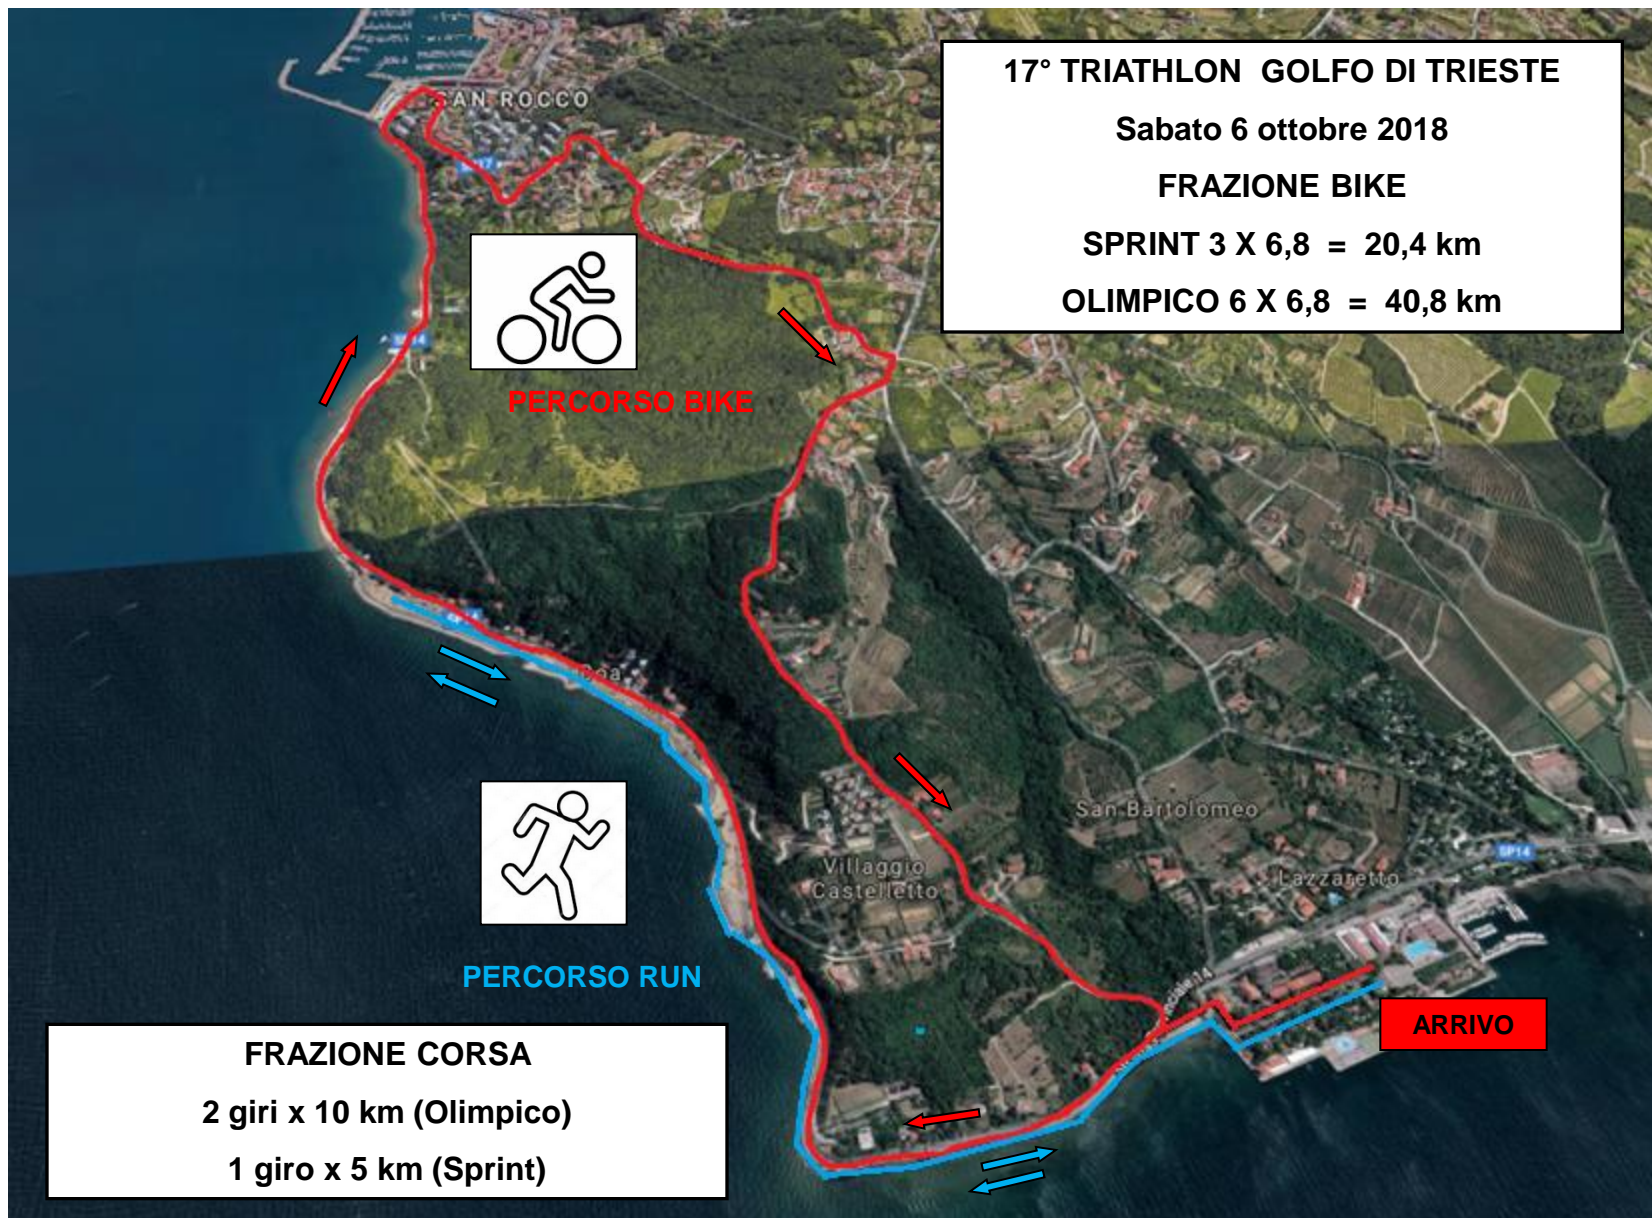 17° TRIATHLON GOLFO DI TRIESTE
Sabato 6 ottobre 2018
FRAZIONE BIKE
SPRINT 3 X 6,8 = 20,4 km
OLIMPICO 6 X 6,8 = 40,8 km
SAN ROCCO
PERCORSO BIKE
San Bartolomeo
SP14
Villaggio
Castelletto
Lazzaretto
PERCORSO RUN
ARRIVO
FRAZIONE CORSA
2 giri x 10 km (Olimpico)
1 giro x 5 km (Sprint)